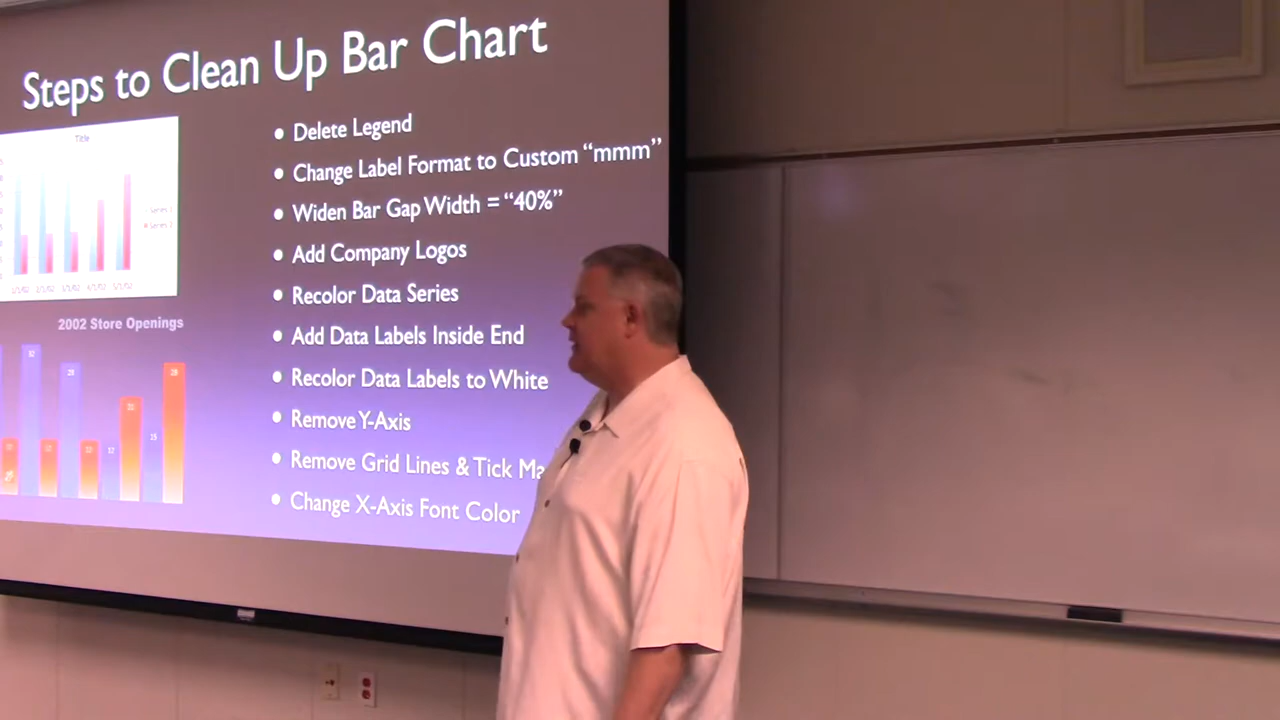 Steps to Clean Up Bar Chart
Title
• Delete Legend
• Change Label Format to Custom “mmm”
• Widen Bar Gap Width = “40%”
• Add Company Logos
• Recolor Data Series
2002 Store Openings
• Add Data Labels Inside End
• Recolor Data Labels to White
• Remove Y-Axis
• Remove Grid Lines & Tick Ma
• Change X-Axis Font Color